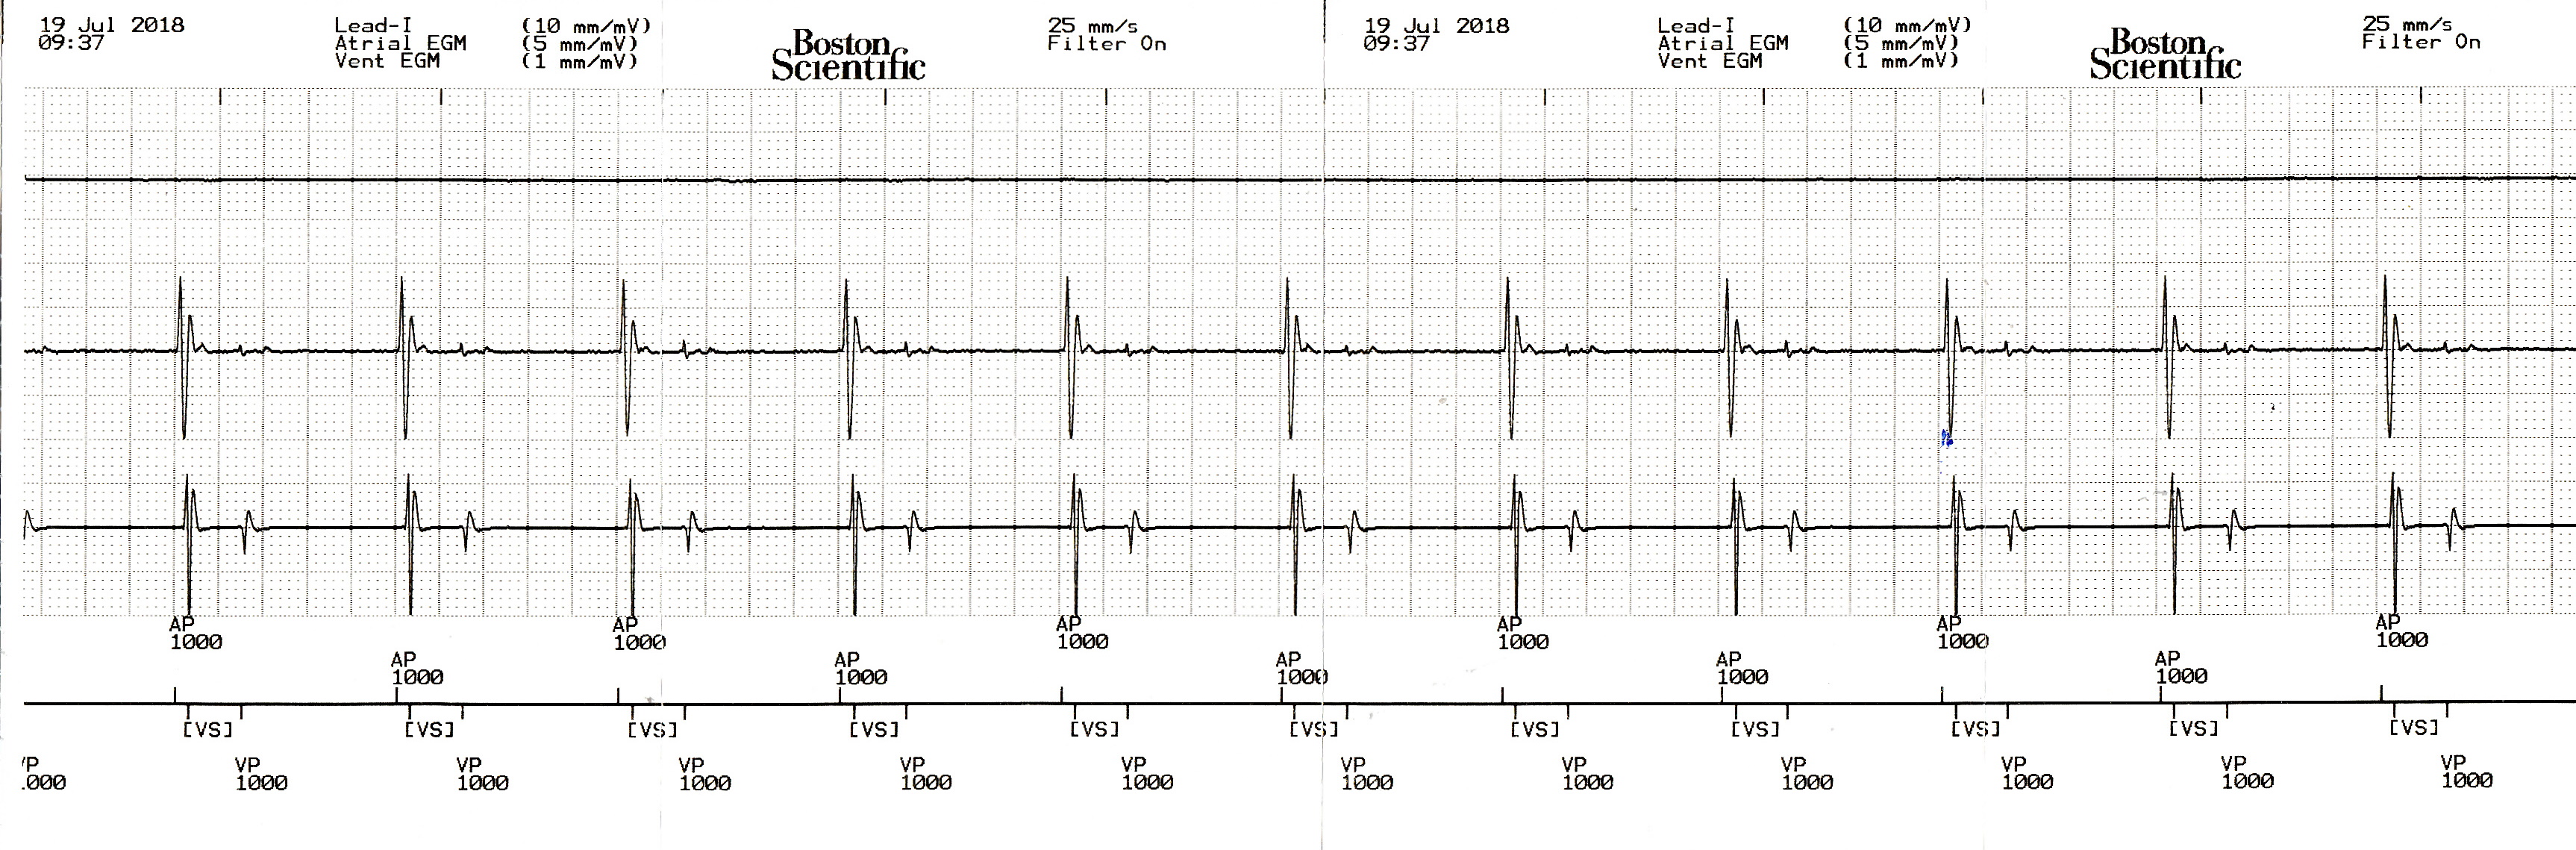 19 Jul 2018 Lead-I (10 mm/mV) 25 mm/s
09:37 Atrial EGM (5 mm/mV) Filter On
Vent EGM (1 mm/mV)
Boston
Scientific
19 Jul 2018 Lead-I (10 mm/mV) 25 mm/s
09:37 Atrial EGM (5 mm/mV) Filter On
Vent EGM (1 mm/mV)
Boston
Scientific
AP AP AP AP AP AP
1000 1000 1000 1000 1000 1000
AP AP AP AP AP
1000 1000 1000 1000 1000
[VS] [VS] [VS] [VS] [VS] [VS] [VS] [VS] [VS] [VS] [VS]
VP VP VP VP VP VP VP VP VP VP VP
1000 1000 1000 1000 1000 1000 1000 1000 1000 1000 1000